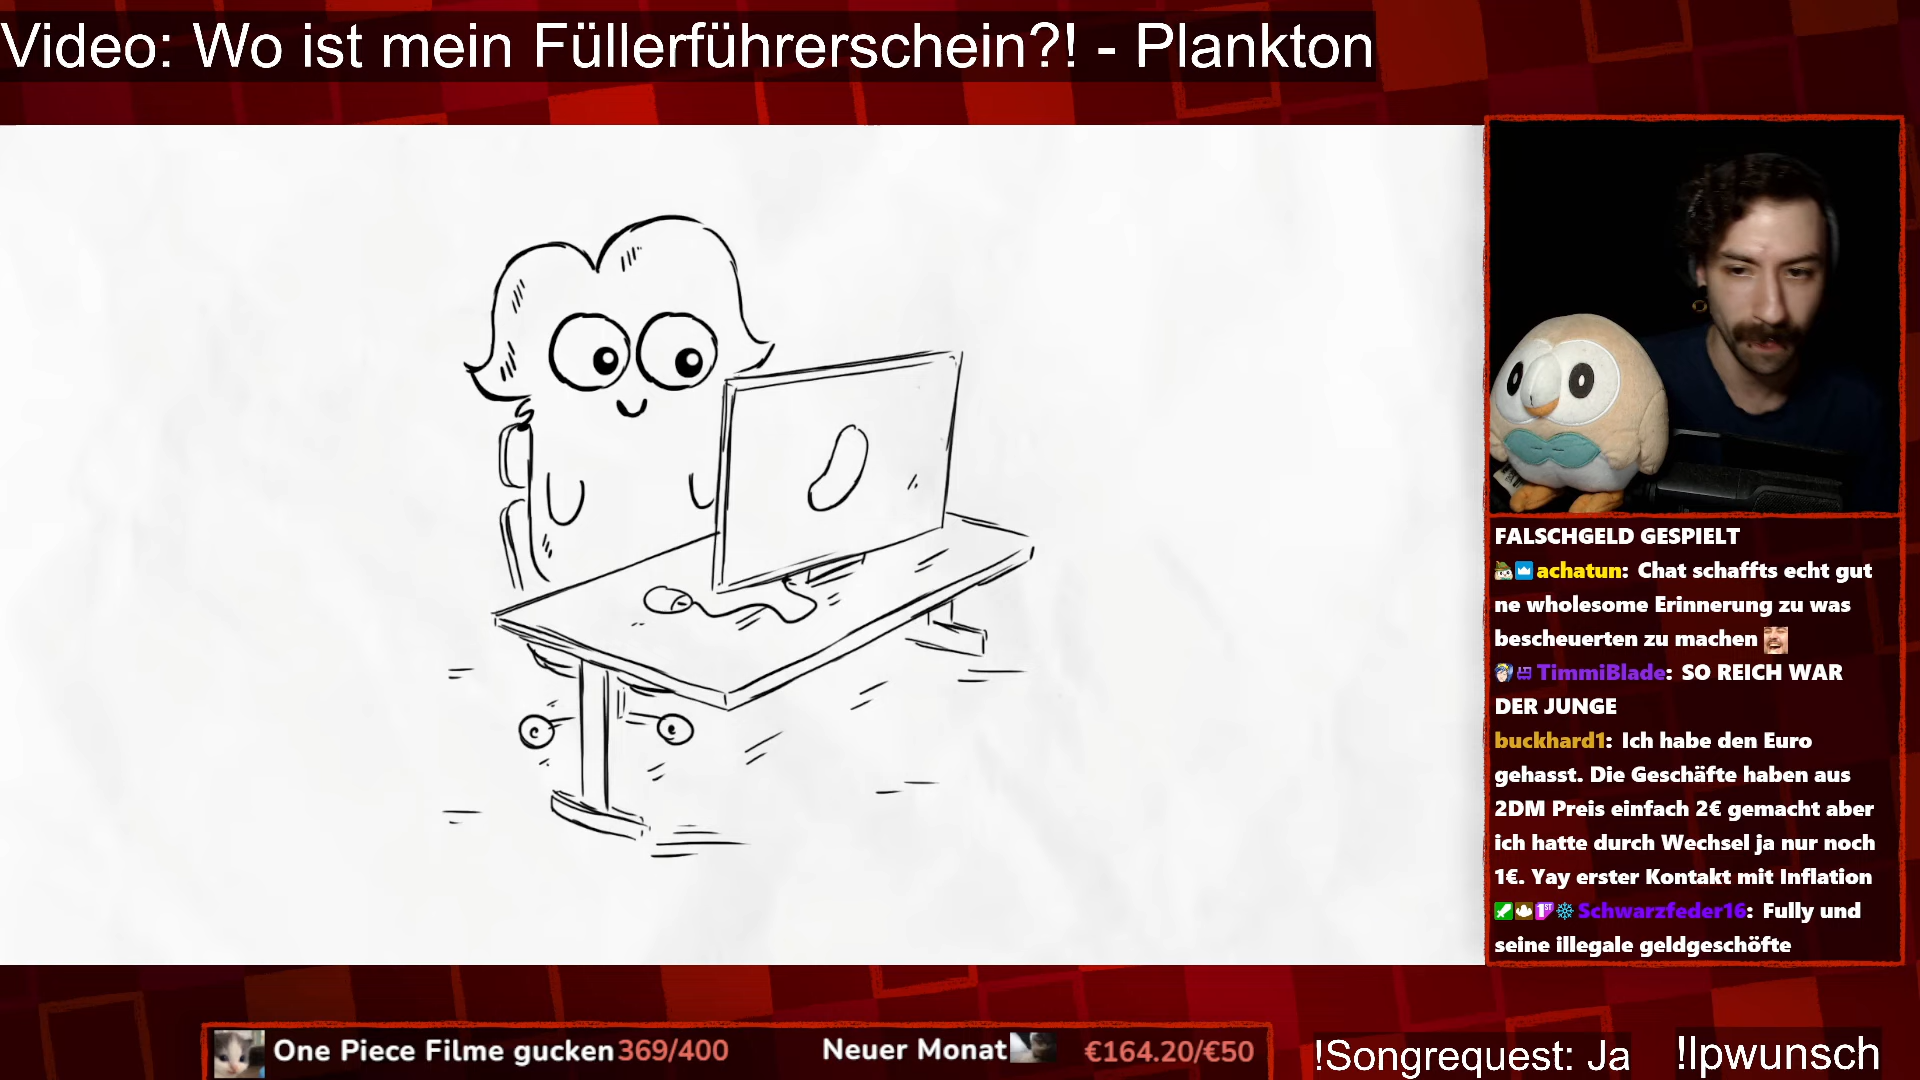 Video: Wo ist mein Füllerführerschein?! - Plankton
FALSCHGELD GESPIELT
achatun: Chat schaffts echt gut
ne wholesome Erinnerung zu was
bescheuerten zu machen
TimmiBlade: SO REICH WAR
DER JUNGE
buckhard1: Ich habe den Euro
gehasst. Die Geschäfte haben aus
2DM Preis einfach 2€ gemacht aber
ich hatte durch Wechsel ja nur noch
1€. Yay erster Kontakt mit Inflation
1ST Schwarzfeder16: Fully und
seine illegale geldgeschöfte
One Piece Filme gucken 369/400
Neuer Monat €164.20/€50
!Songrequest: Ja
!lpwunsch